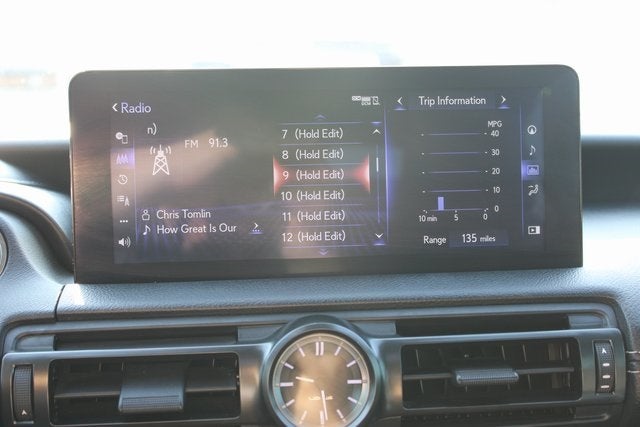 Radio
n)
FM 91.3
Chris Tomlin
How Great Is Our
7 (Hold Edit)
8 (Hold Edit)
9 (Hold Edit)
10 (Hold Edit)
11 (Hold Edit)
12 (Hold Edit)
Trip Information
MPG
40
30
20
10
0
10 min 5 0
Range 135 miles